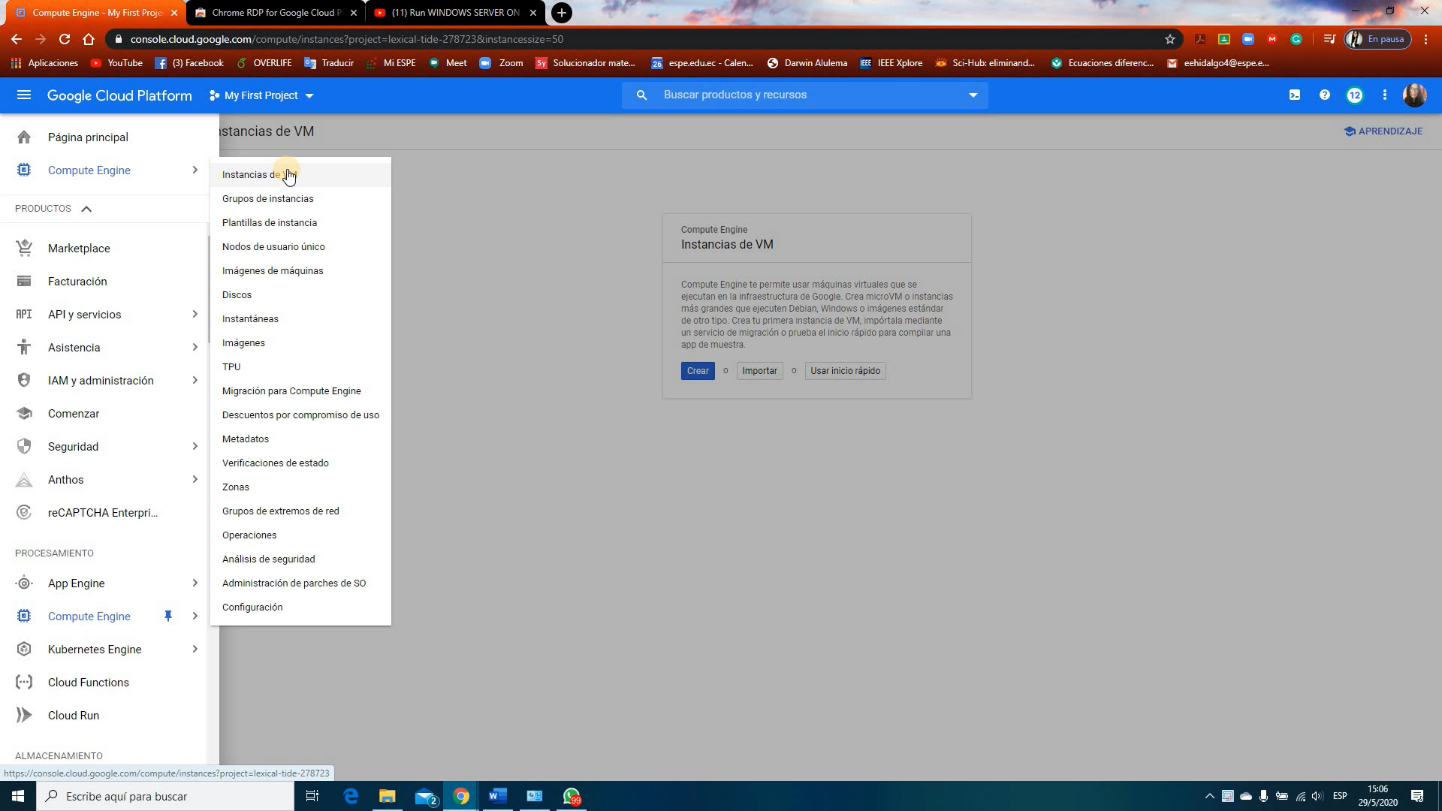 Compute Engine - My First Proje
Chrome RDP for Google Cloud P
(11) Run WINDOWS SERVER ON
console.cloud.google.com/compute/instances?project=lexical-tide-278723&instancessize=50
En pausa
Aplicaciones
YouTube
(3) Facebook
OVERLIFE
Traducir
Mi ESPE
Meet
Zoom
Solucionador mate...
espe.edu.ec - Calen...
Darwin Alulema
IEEE Xplore
Sci-Hub: eliminand...
Ecuaciones diferenc...
eehidalgo4@espe.e...
Google Cloud Platform
My First Project
Buscar productos y recursos
12
Página principal
nstancias de VM
APRENDIZAJE
Compute Engine
PRODUCTOS
Marketplace
Facturación
API y servicios
Asistencia
IAM y administración
Comenzar
Seguridad
Anthos
reCAPTCHA Enterpri...
PROCESAMIENTO
App Engine
Compute Engine
Kubernetes Engine
Cloud Functions
Cloud Run
ALMACENAMIENTO
Instancias de VM
Grupos de instancias
Plantillas de instancia
Nodos de usuario único
Imágenes de máquinas
Discos
Instantáneas
Imágenes
TPU
Migración para Compute Engine
Descuentos por compromiso de uso
Metadatos
Verificaciones de estado
Zonas
Grupos de extremos de red
Operaciones
Análisis de seguridad
Administración de parches de SO
Configuración
Compute Engine
Instancias de VM
Compute Engine te permite usar máquinas virtuales que se
ejecutan en la infraestructura de Google. Crea microVM o instancias
más grandes que ejecuten Debian, Windows o imágenes estándar
de otro tipo. Crea tu primera instancia de VM, impórtala mediante
un servicio de migración o prueba el inicio rápido para compilar una
app de muestra.
Crear o Importar o Usar inicio rápido
https://console.cloud.google.com/compute/instances?project=lexical-tide-278723
Escribe aquí para buscar
2
99
ESP
15:06
29/5/2020